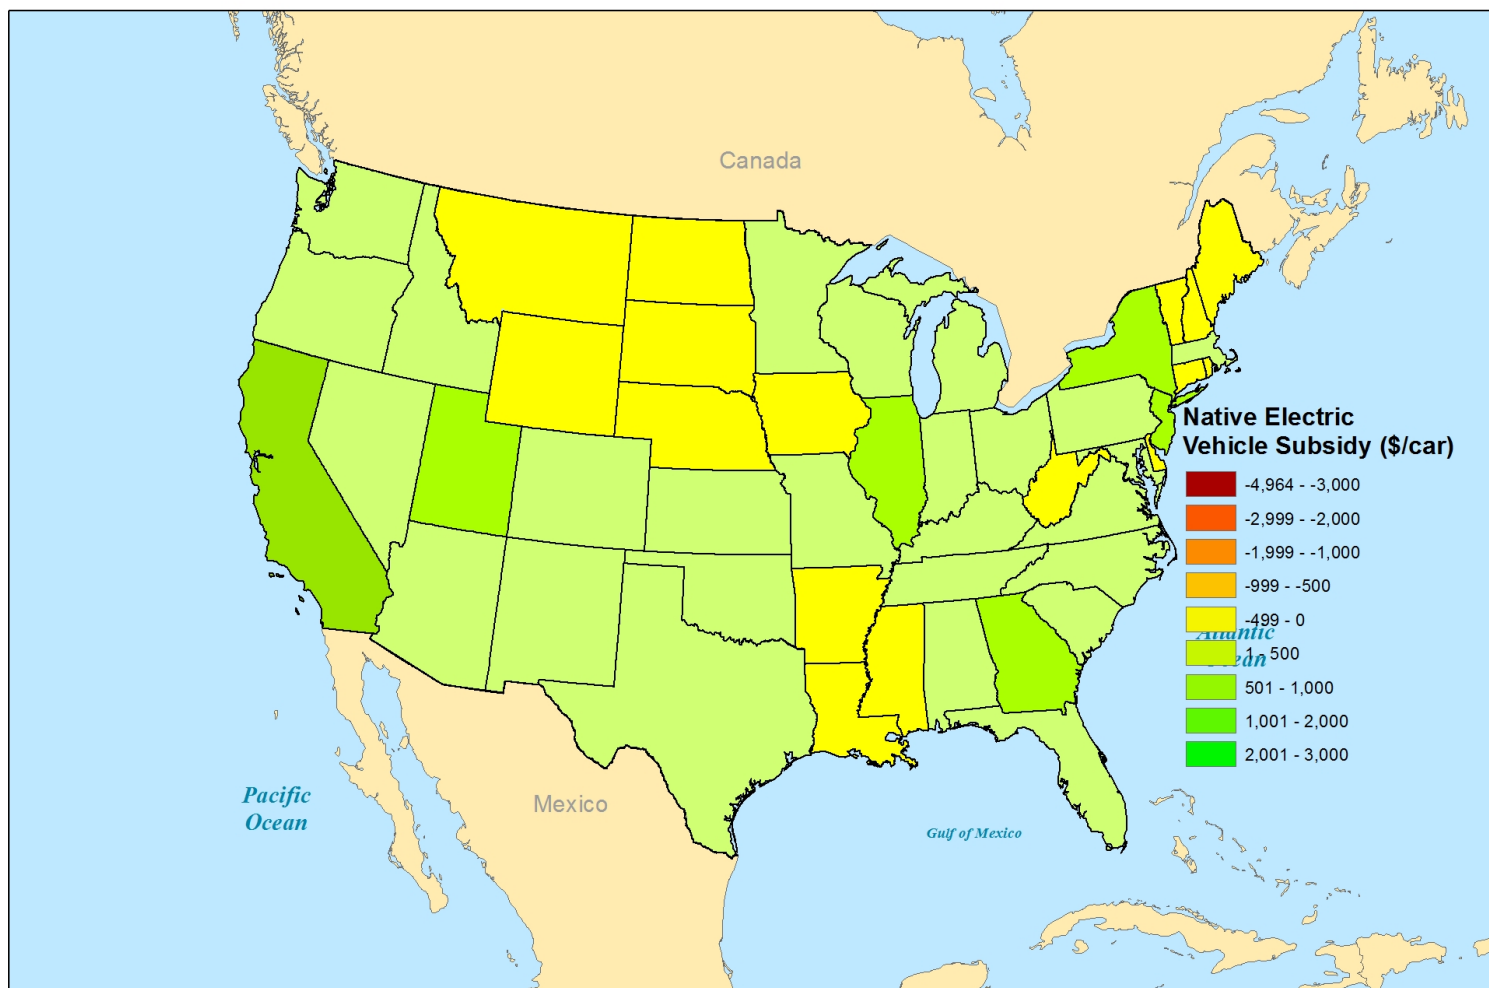 Canada
Native Electric
Vehicle Subsidy ($/car)
-4,964 - -3,000
-2,999 - -2,000
-1,999 - -1,000
-999 - -500
-499 - 0
Atlantic
Ocean
1 - 500
501 - 1,000
1,001 - 2,000
2,001 - 3,000
Pacific
Ocean
Mexico
Gulf of Mexico